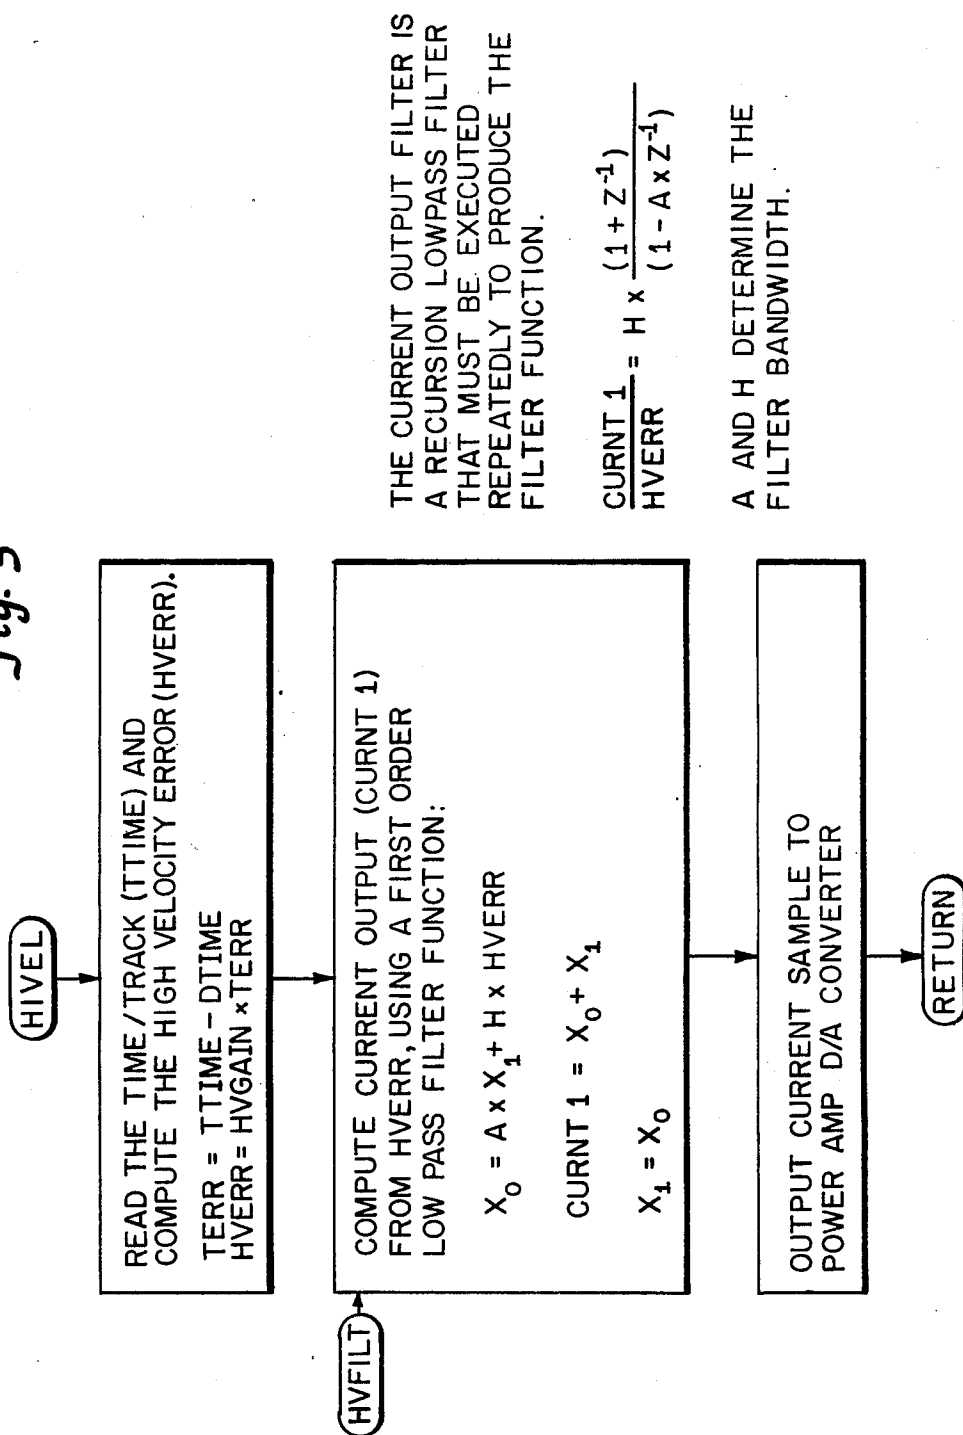 Fig. 5
HIVEL
READ THE TIME/TRACK (TTIME) AND
COMPUTE THE HIGH VELOCITY ERROR (HVERR).
TERR = TTIME - DTIME
HVERR = HVGAIN × TERR
HVFILT
COMPUTE CURRENT OUTPUT (CURNT 1)
FROM HVERR, USING A FIRST ORDER
LOW PASS FILTER FUNCTION:
X₀ = A × X₁ + H × HVERR
CURNT 1 = X₀ + X₁
X₁ = X₀
OUTPUT CURRENT SAMPLE TO
POWER AMP D/A CONVERTER
RETURN
THE CURRENT OUTPUT FILTER IS
A RECURSION LOWPASS FILTER
THAT MUST BE EXECUTED
REPEATEDLY TO PRODUCE THE
FILTER FUNCTION.
CURNT 1 / HVERR = H × (1 + Z⁻¹) / (1 - A × Z⁻¹)
A AND H DETERMINE THE
FILTER BANDWIDTH.